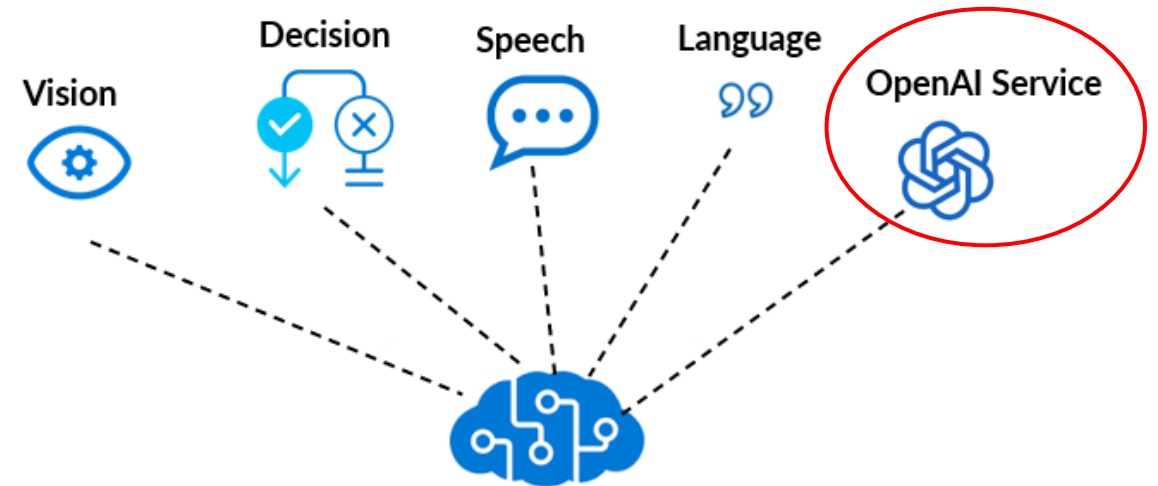 Vision
Decision
Speech
Language
OpenAI Service